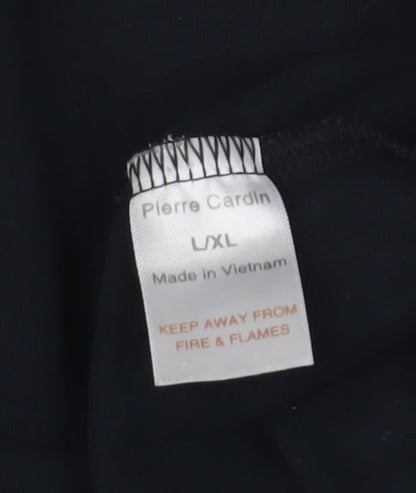 Pierre Cardin
L/XL
Made in Vietnam
KEEP AWAY FROM
FIRE & FLAMES